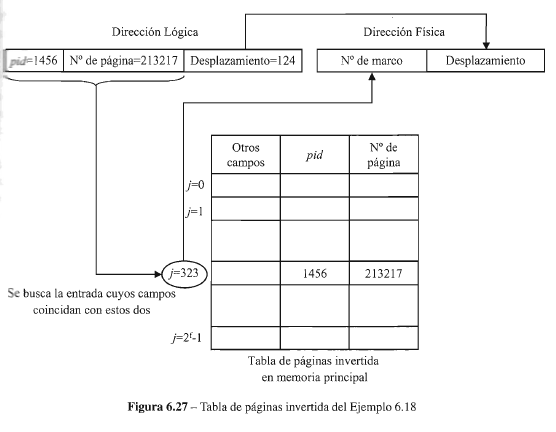 Dirección Lógica
Dirección Física
pid=1456
Nº de página=213217
Desplazamiento=124
Nº de marco
Desplazamiento
Otros
campos
pid
Nº de
página
j=0
j=1
j=323
1456
213217
Se busca la entrada cuyos campos
coincidan con estos dos
j=2ᶠ-1
Tabla de páginas invertida
en memoria principal
Figura 6.27 – Tabla de páginas invertida del Ejemplo 6.18